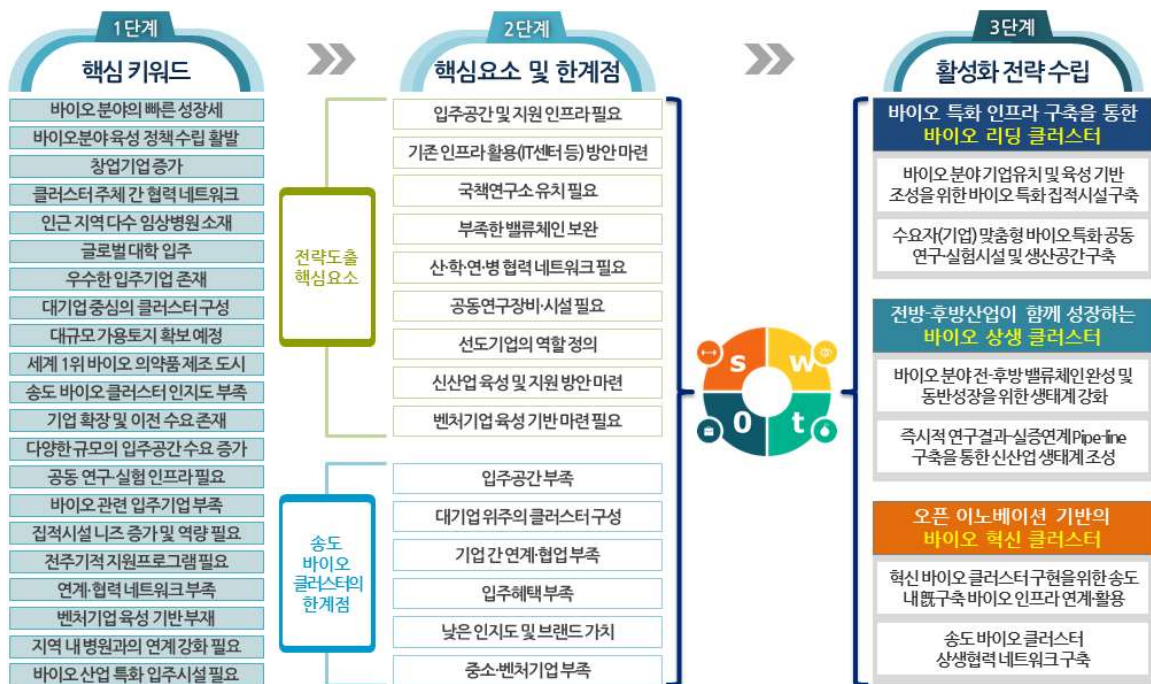 1단계
핵심 키워드
바이오 분야의 빠른 성장세
바이오분야 육성 정책 수립 활발
창업기업 증가
클러스터 주체 간 협력 네트워크
인근 지역 다수 임상병원 소재
글로벌 대학 입주
우수한 입주기업 존재
대기업 중심의 클러스터 구성
대규모 가용토지 확보 예정
세계 1위 바이오 의약품 제조 도시
송도 바이오 클러스터 인지도 부족
기업 확장 및 이전 수요 존재
다양한 규모의 입주공간 수요 증가
공동 연구·실험 인프라 필요
바이오 관련 입주기업 부족
집적시설 니즈 증가 및 역량 필요
전주기적 지원프로그램 필요
연계·협력 네트워크 부족
벤처기업 육성 기반 부재
지역 내 병원과의 연계 강화 필요
바이오 산업 특화 입주시설 필요
2단계
핵심요소 및 한계점
전략도출
핵심요소
입주공간 및 지원 인프라 필요
기존 인프라 활용(IT센터 등) 방안 마련
국책연구소 유치 필요
부족한 밸류체인 보완
산·학·연·병 협력 네트워크 필요
공동연구장비·시설 필요
선도기업의 역할 정의
신산업 육성 및 지원 방안 마련
벤처기업 육성 기반 마련 필요
송도
바이오
클러스터의
한계점
입주공간 부족
대기업 위주의 클러스터 구성
기업 간 연계·협업 부족
입주혜택 부족
낮은 인지도 및 브랜드 가치
중소·벤처기업 부족
s w
o t
3단계
활성화 전략 수립
바이오 특화 인프라 구축을 통한
바이오 리딩 클러스터
바이오 분야 기업유치 및 육성 기반
조성을 위한 바이오 특화 집적시설 구축
수요자(기업) 맞춤형 바이오 특화 공동
연구·실험시설 및 생산공간 구축
전방-후방산업이 함께 성장하는
바이오 상생 클러스터
바이오 분야 전·후방 밸류체인 완성 및
동반성장을 위한 생태계 강화
즉시적 연구결과-실증연계 Pipe-line
구축을 통한 신산업 생태계 조성
오픈 이노베이션 기반의
바이오 혁신 클러스터
혁신 바이오 클러스터 구현을 위한 송도
내 旣구축 바이오 인프라 연계·활용
송도 바이오 클러스터
상생협력 네트워크 구축